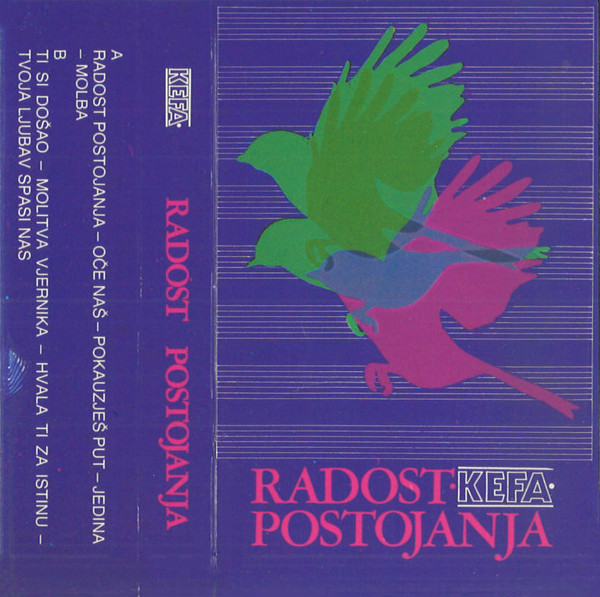 A
RADOST POSTOJANJA – OČE NAŠ – POKAUZJEŠ PUT – JEDINA
– MOLBA
B
TI SI DOŠAO – MOLITVA VJERNIKA – HVALA TI ZA ISTINU –
TVOJA LJUBAV SPASI NAS
KEFA·
RADOST POSTOJANJA
RADOST·KEFA·
POSTOJANJA